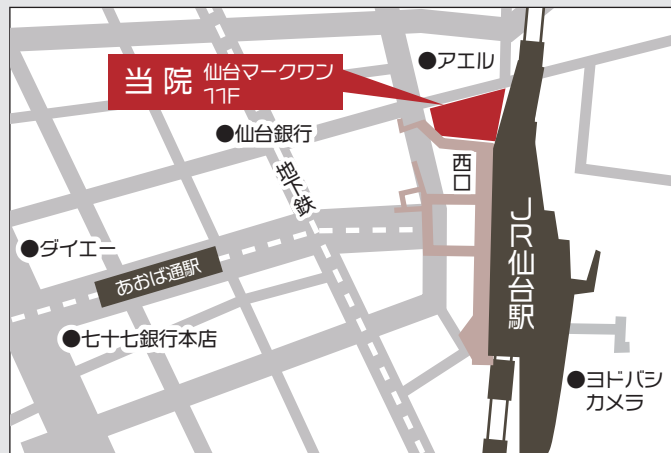 ●アエル
当院 仙台マークワン
11F
●仙台銀行
西口
地下鉄
JR仙台駅
●ダイエー
あおば通駅
●七十七銀行本店
●ヨドバシ
カメラ